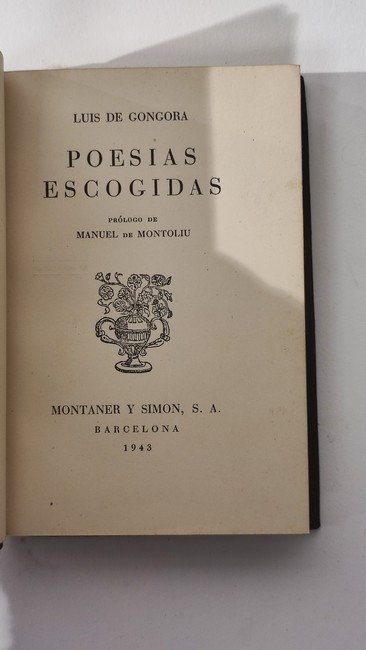 LUIS DE GONGORA
POESIAS
ESCOGIDAS
PRÓLOGO DE
MANUEL DE MONTOLIU
MONTANER Y SIMON, S. A.
BARCELONA
1943